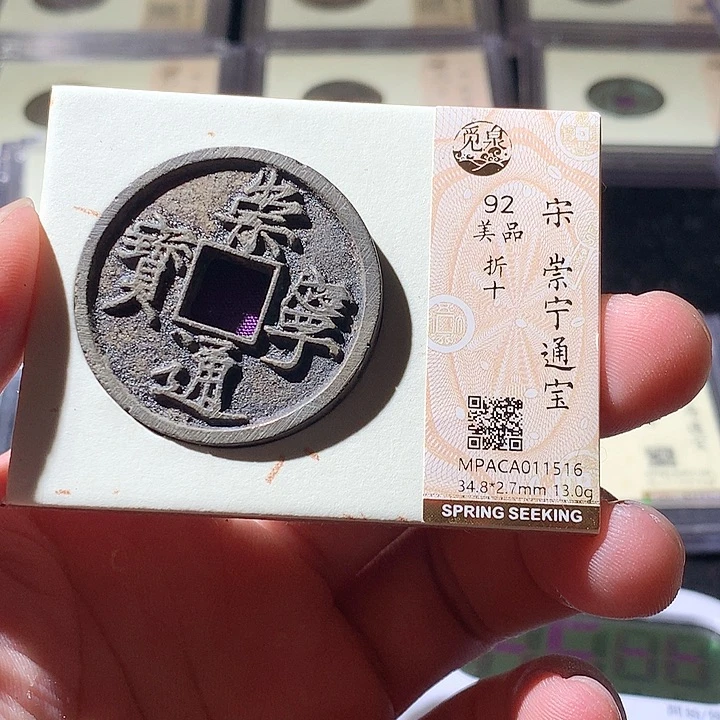 崇
寧
通
寶
觅泉
宋 崇宁通宝
92
美品
折十
MPACA011516
34.8*2.7mm 13.0g
SPRING SEEKING